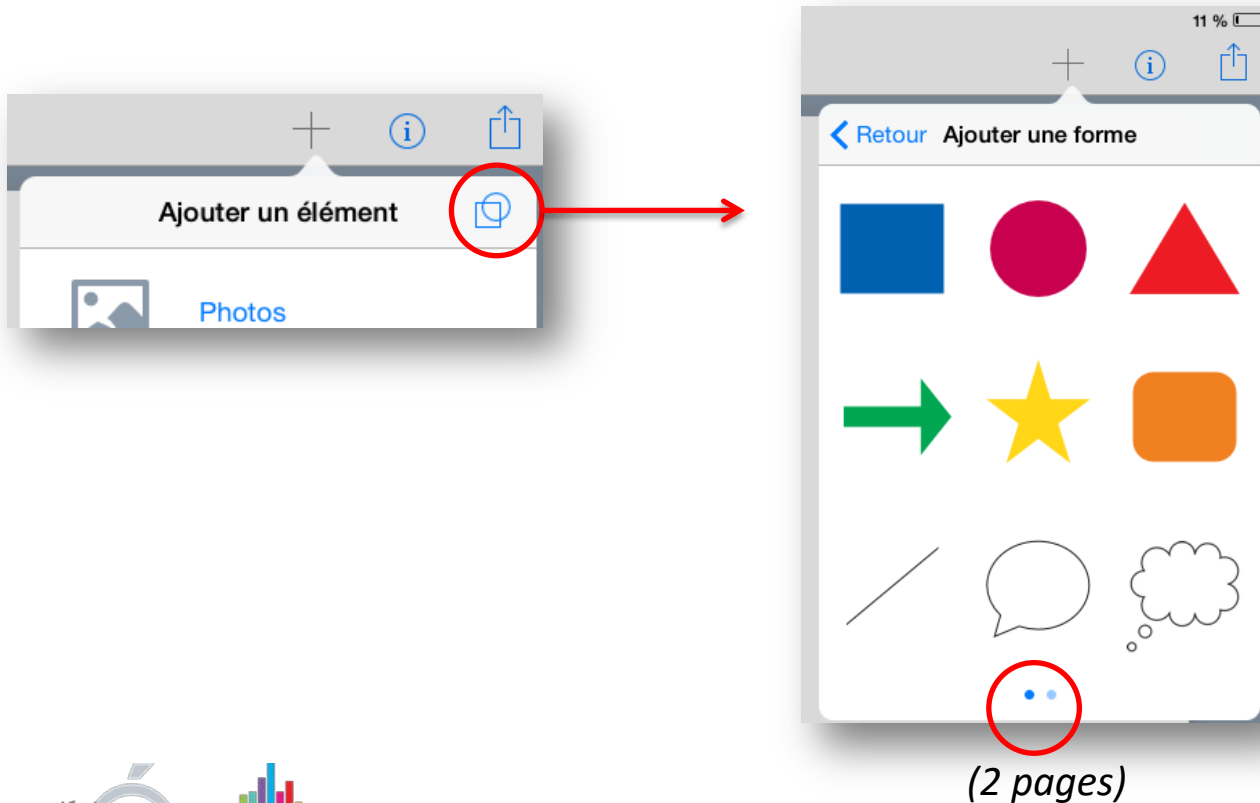 Ajouter un élément
Photos
11 %
Retour Ajouter une forme
(2 pages)